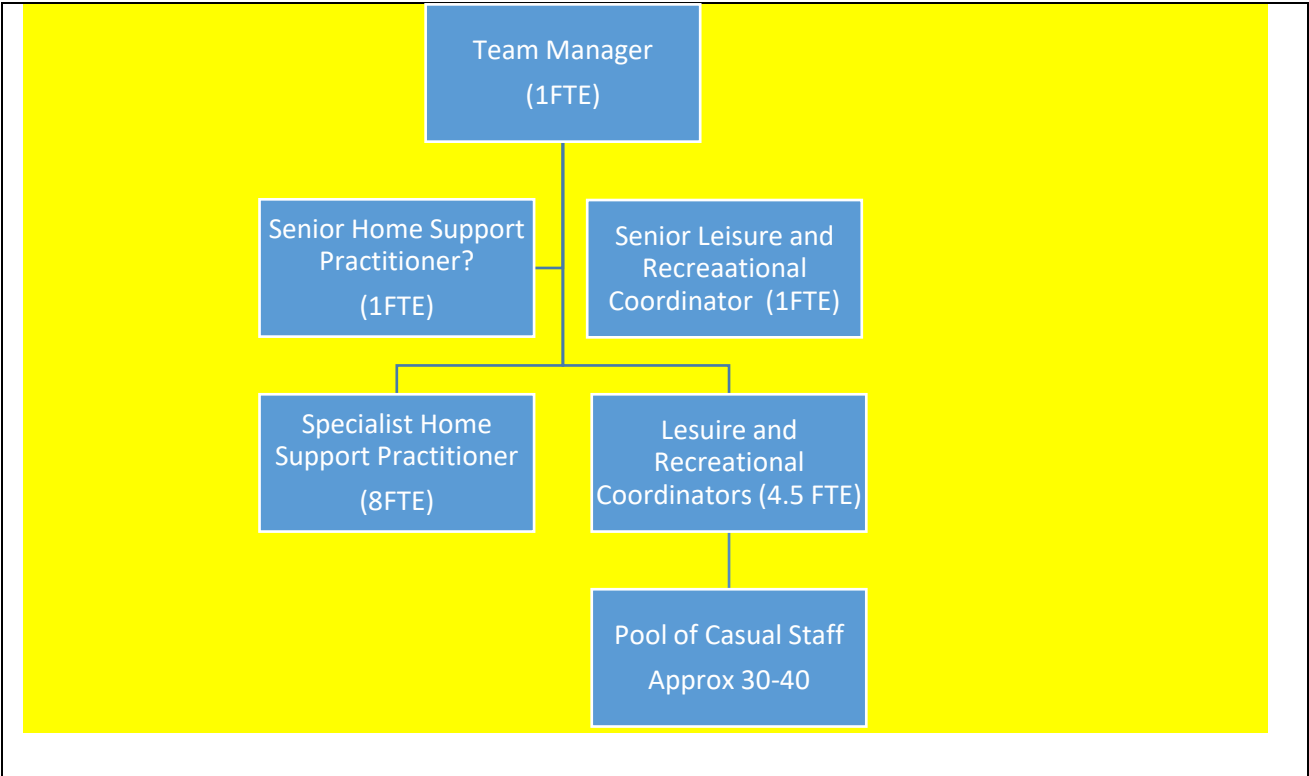 Team Manager
(1FTE)
Senior Home Support
Practitioner?
(1FTE)
Senior Leisure and
Recreaational
Coordinator  (1FTE)
Specialist Home
Support Practitioner
(8FTE)
Lesuire and
Recreational
Coordinators (4.5 FTE)
Pool of Casual Staff
Approx 30-40